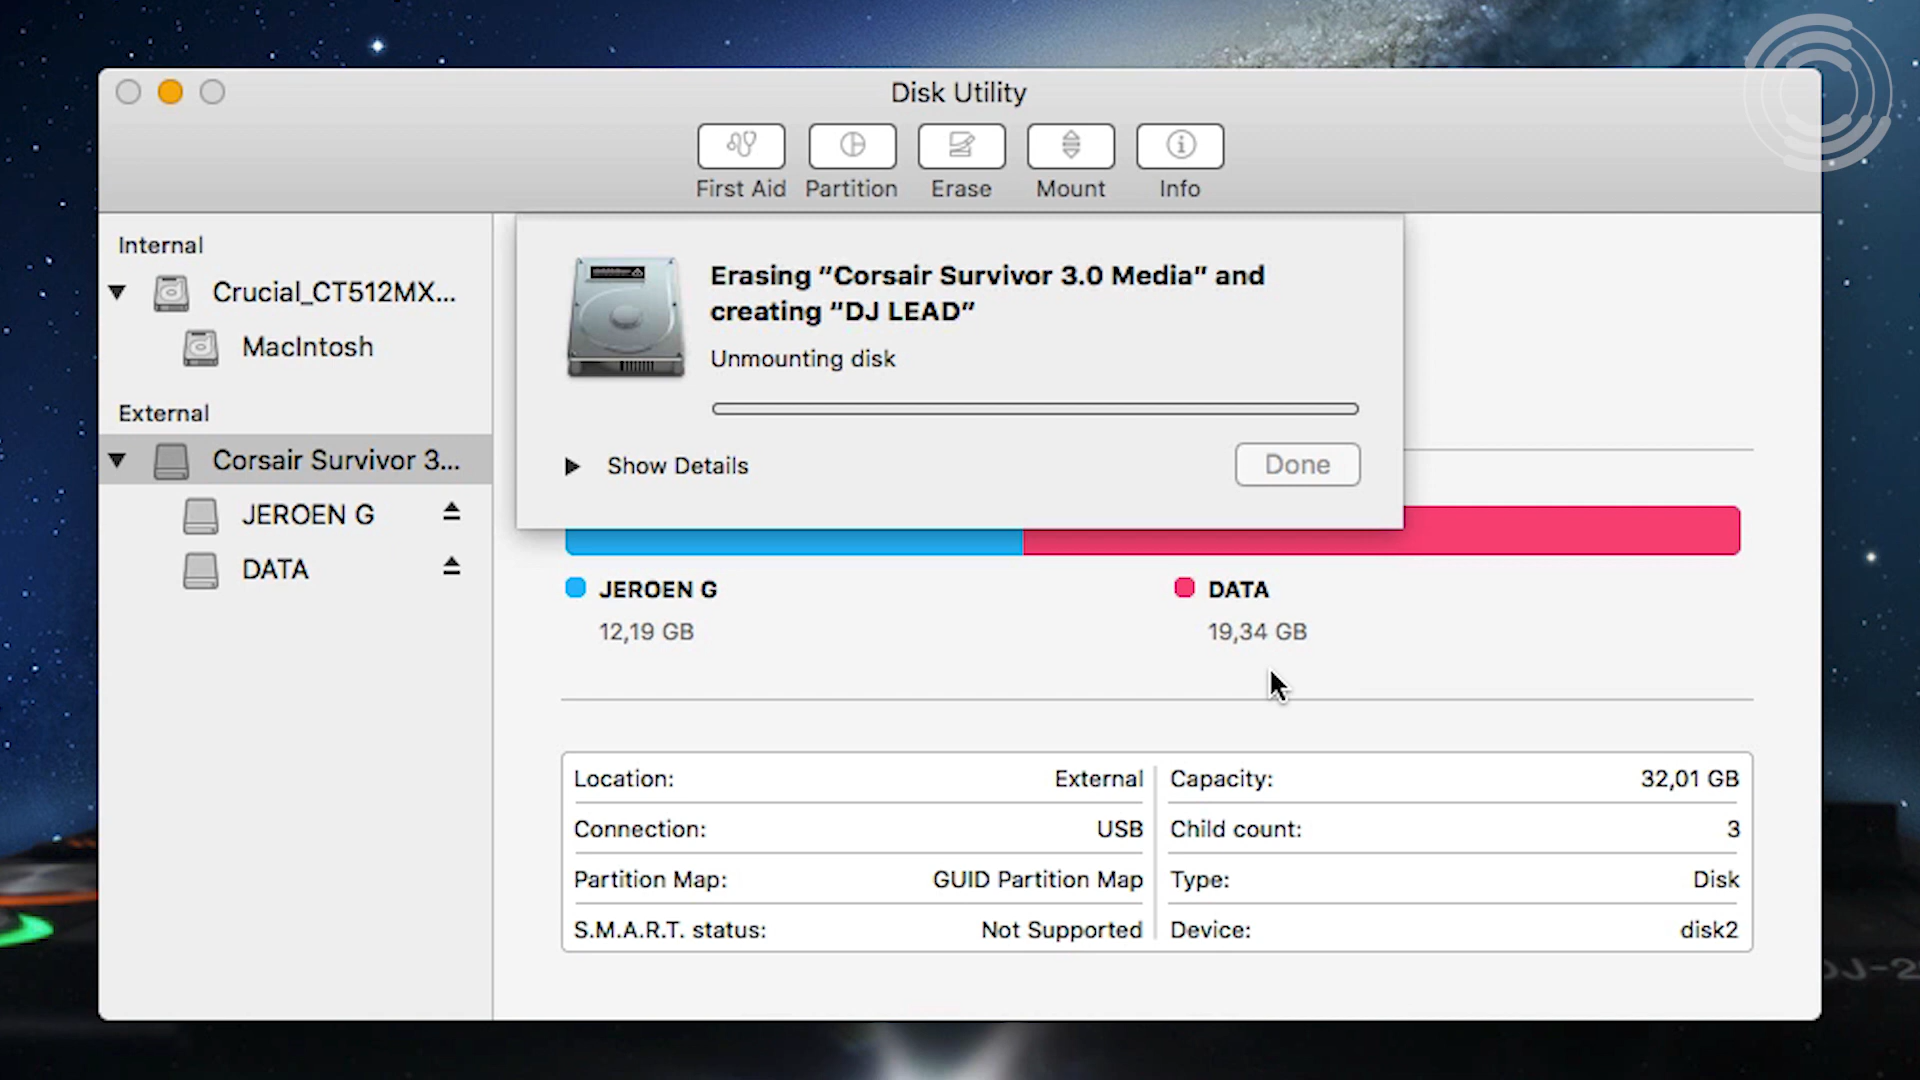 Disk Utility
First Aid
Partition
Erase
Mount
Info
Internal
Crucial_CT512MX...
MacIntosh
External
Corsair Survivor 3...
JEROEN G
DATA
Erasing “Corsair Survivor 3.0 Media” and
creating “DJ LEAD”
Unmounting disk
Show Details
Done
JEROEN G
12,19 GB
DATA
19,34 GB
Location: External
Connection: USB
Partition Map: GUID Partition Map
S.M.A.R.T. status: Not Supported
Capacity: 32,01 GB
Child count: 3
Type: Disk
Device: disk2